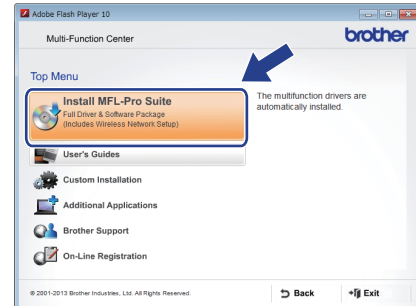 Adobe Flash Player 10
Multi-Function Center
brother
Top Menu
Install MFL-Pro Suite
Full Driver & Software Package
(Includes Wireless Network Setup)
The multifunction drivers are
automatically installed.
User's Guides
Custom Installation
Additional Applications
Brother Support
On-Line Registration
© 2001-2013 Brother Industries, Ltd. All Rights Reserved.
Back
Exit